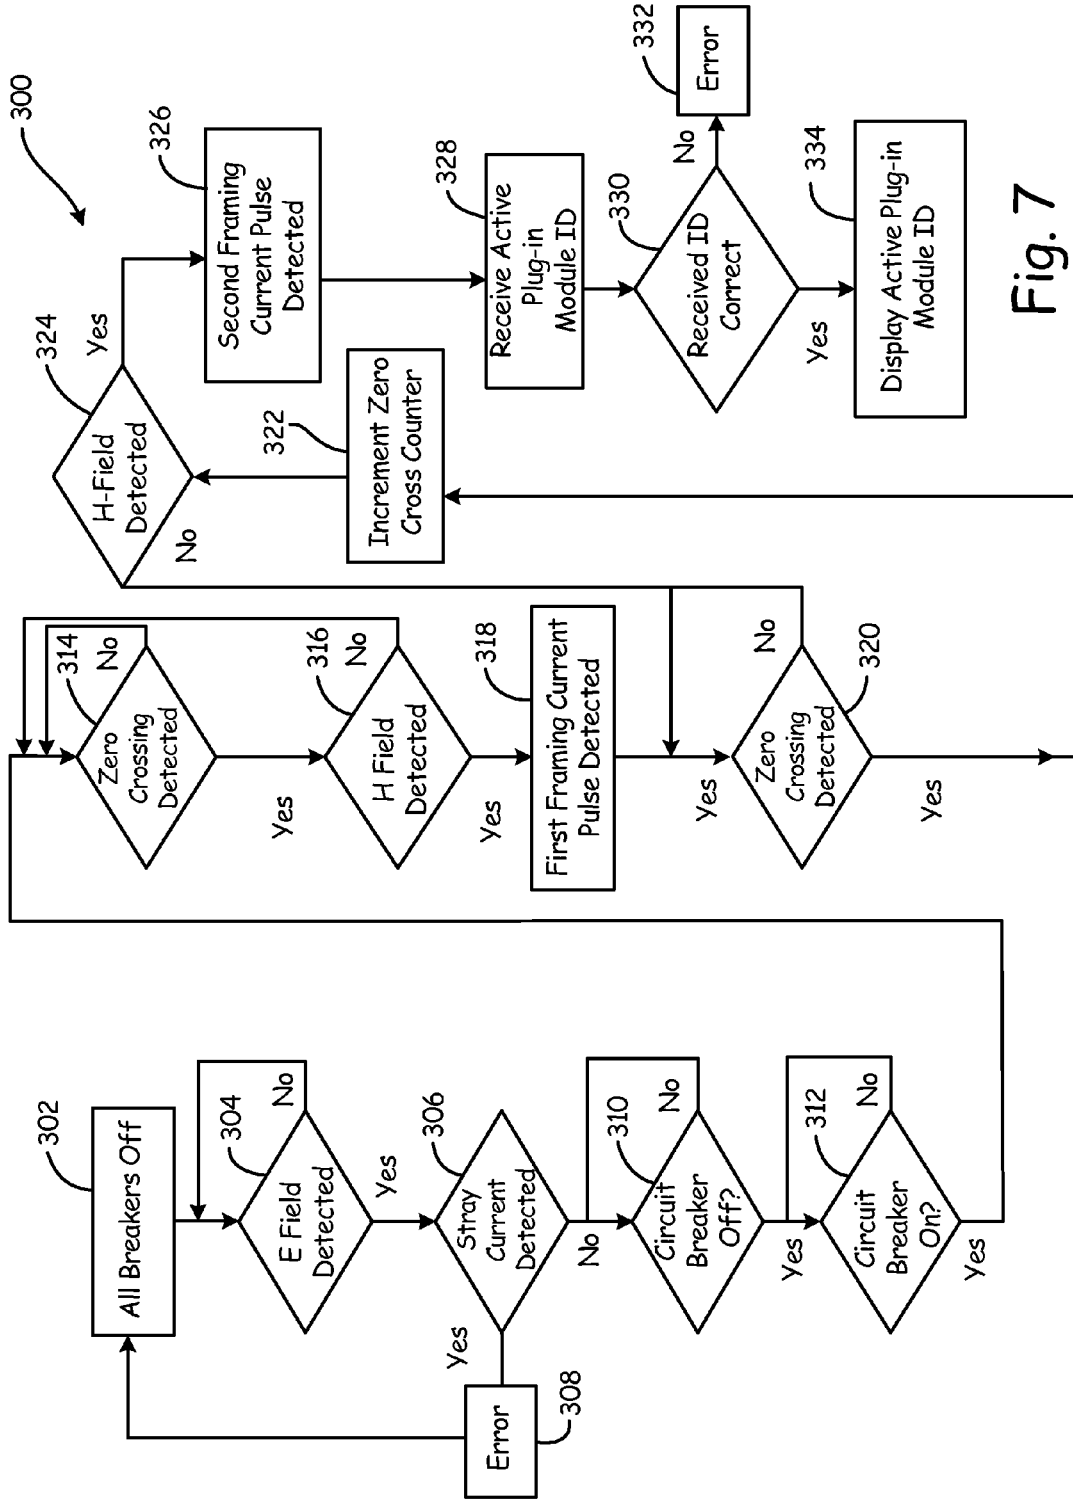 300
302
All Breakers Off
304
E Field
Detected
No
Yes
306
Stray
Current
Detected
Yes
Error
308
No
310
Circuit
Breaker
Off?
No
Yes
312
Circuit
Breaker
On?
No
Yes
314
Zero
Crossing
Detected
No
Yes
316
H Field
Detected
No
Yes
318
First Framing Current
Pulse Detected
Yes
320
Zero
Crossing
Detected
No
Yes
322
Increment Zero
Cross Counter
324
H-Field
Detected
No
Yes
326
Second Framing
Current Pulse
Detected
328
Receive Active
Plug-in
Module ID
330
Received ID
Correct
No
332
Error
Yes
334
Display Active Plug-in
Module ID
Fig. 7